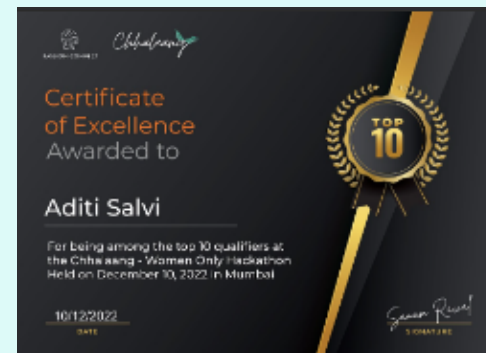 Chhalaang
Certificate
of Excellence
Awarded to
TOP
10
Aditi Salvi
For being among the top 10 qualifiers at
the Chhalaang - Women Only Hackathon
Held on December 10, 2022 in Mumbai
10/12/2022
DATE
SIGNATURE